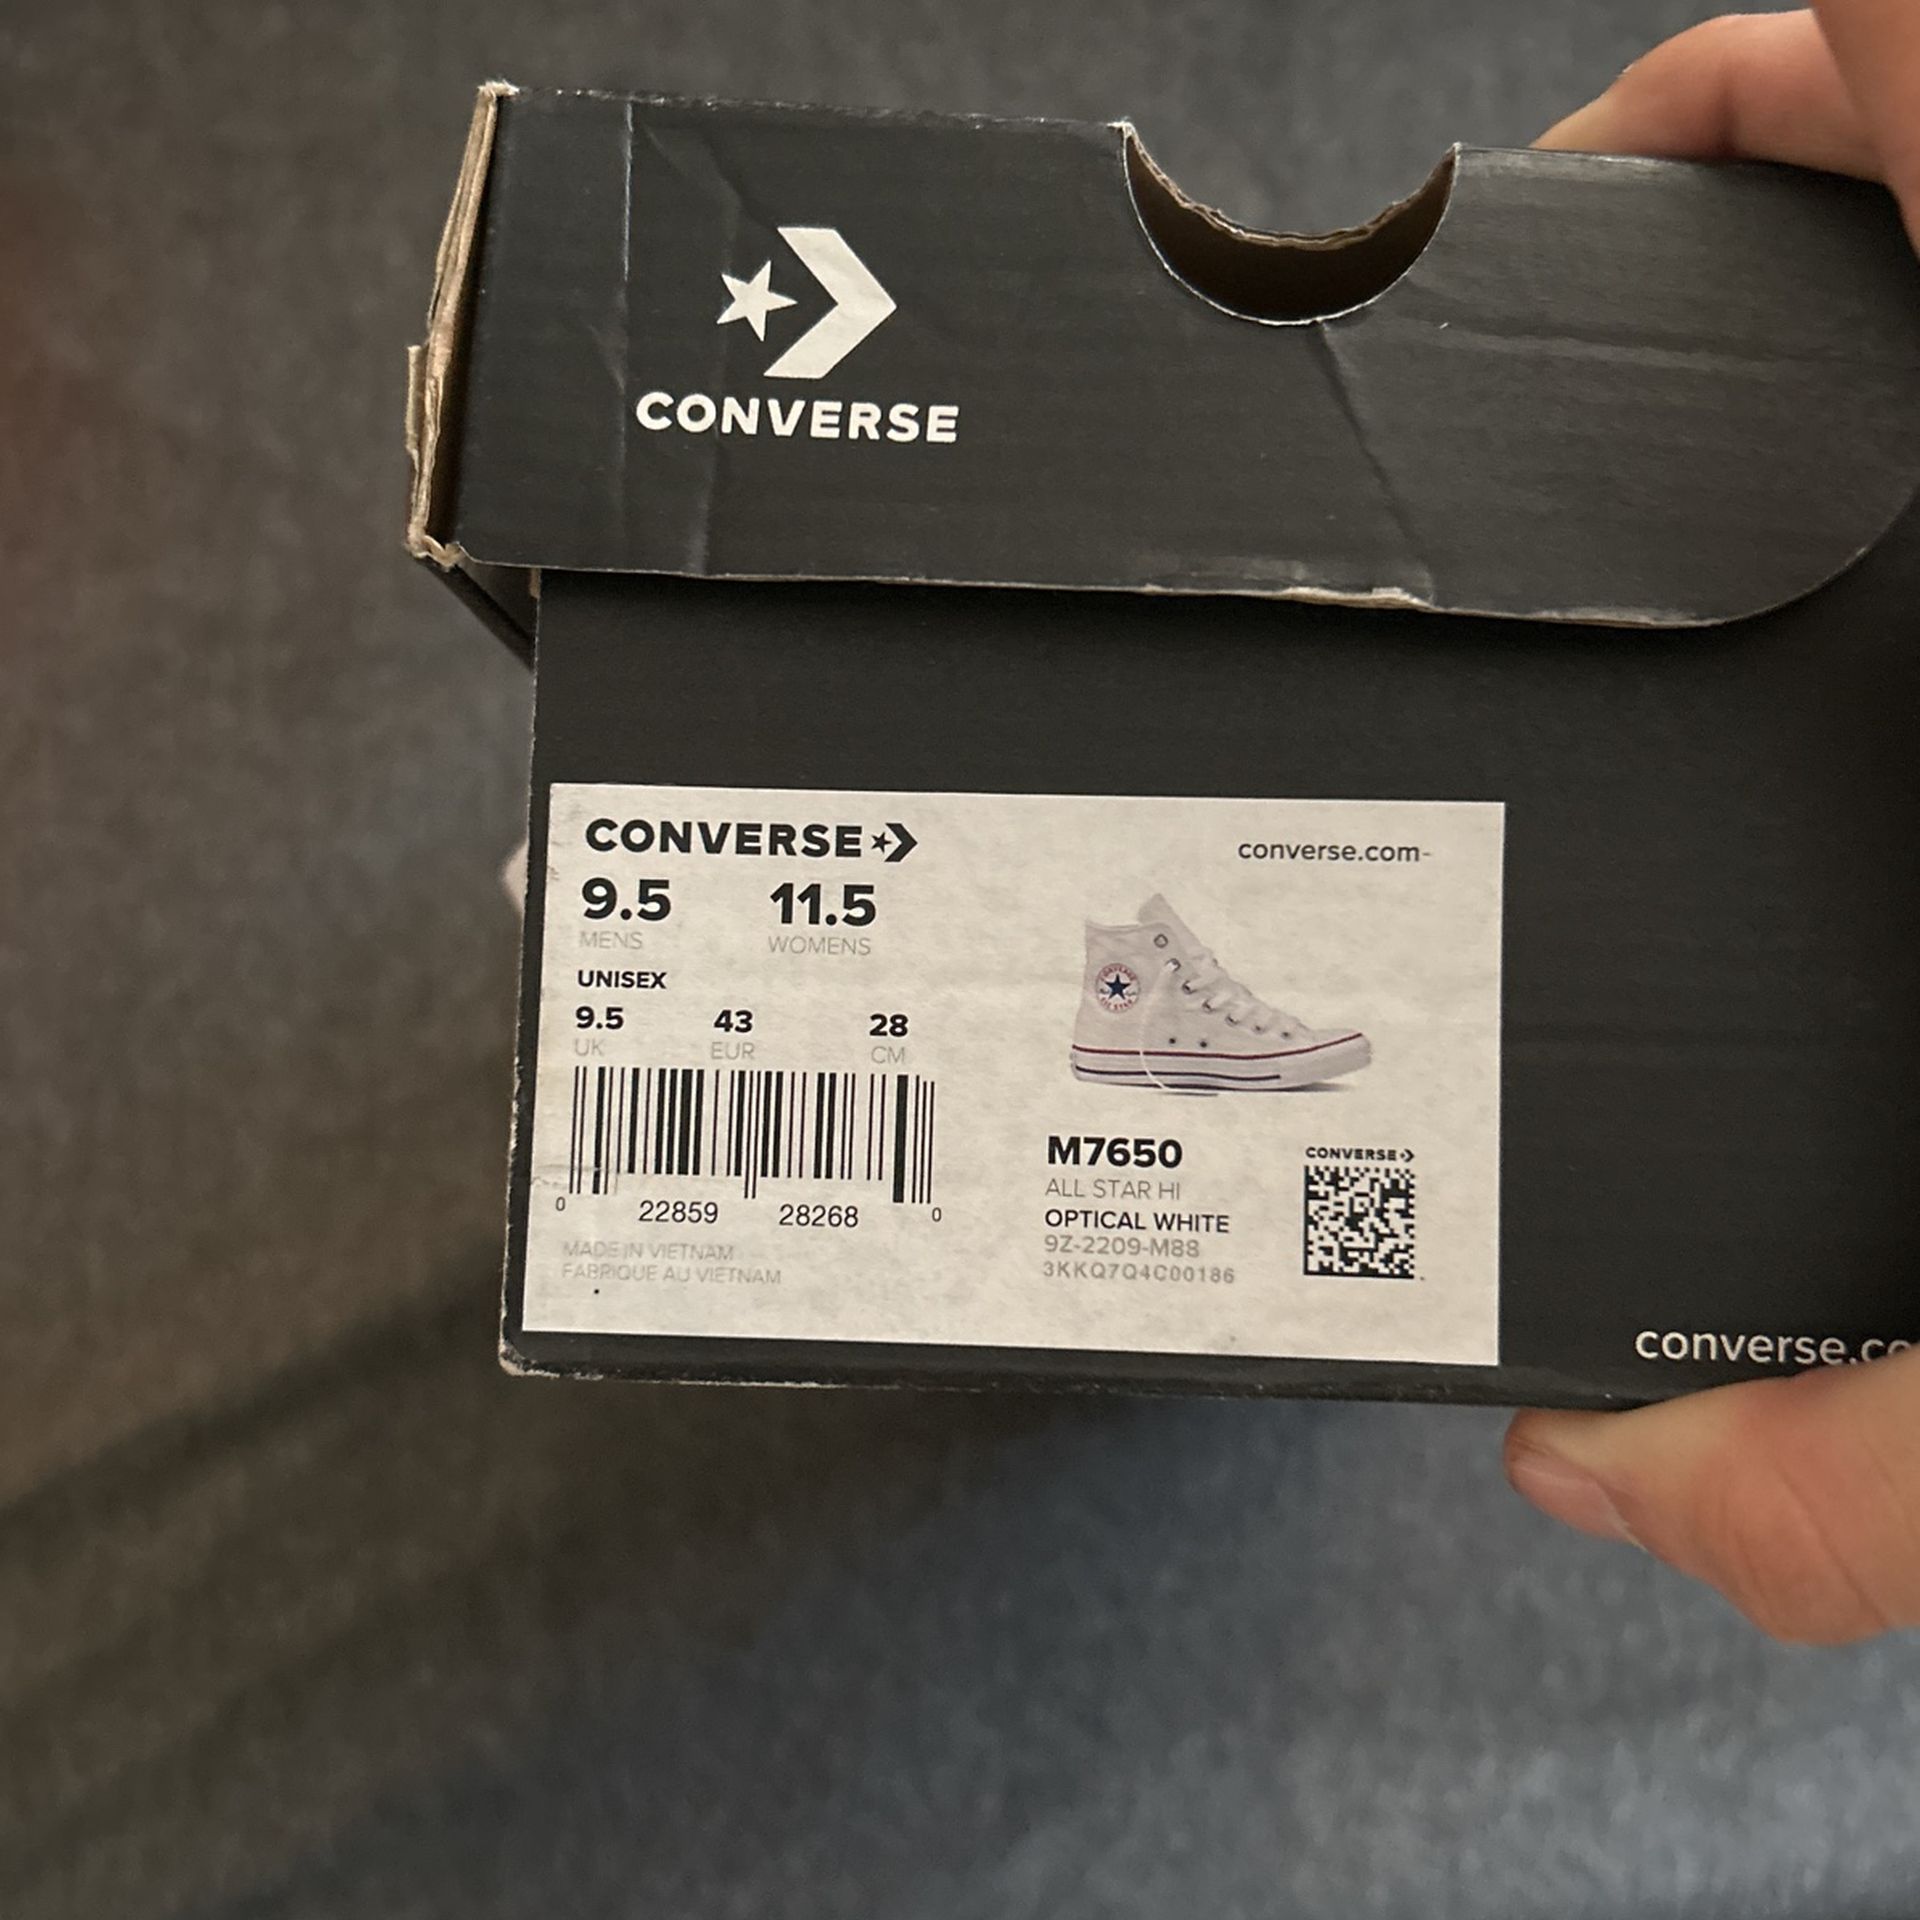 CONVERSE
CONVERSE
converse.com
9.5 11.5
MENS WOMENS
UNISEX
9.5 43 28
UK EUR CM
0 22859 28268 0
MADE IN VIETNAM
FABRIQUE AU VIETNAM
M7650
ALL STAR HI
OPTICAL WHITE
9Z-2209-M88
3KKQ7Q4C00186
CONVERSE
converse.co